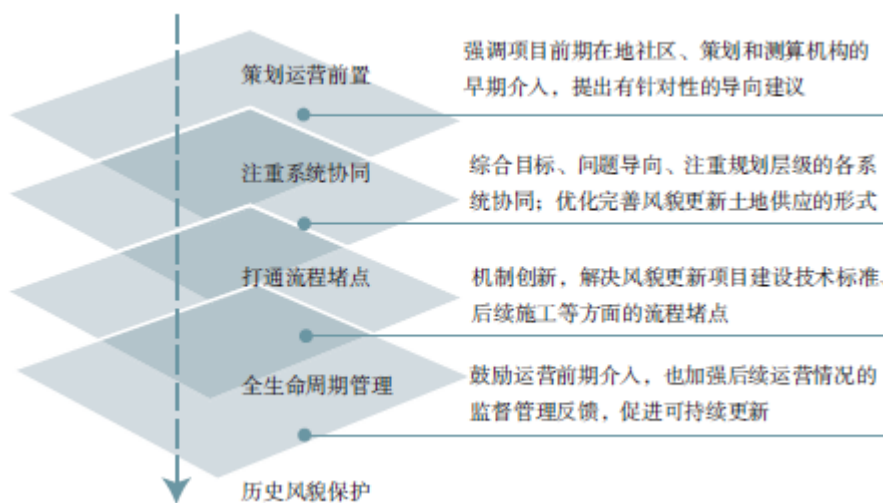 策划运营前置
强调项目前期在地社区、策划和测算机构的
早期介入，提出有针对性的导向建议
注重系统协同
综合目标、问题导向、注重规划层级的各系
统协同；优化完善风貌更新土地供应的形式
打通流程堵点
机制创新，解决风貌更新项目建设技术标准、
后续施工等方面的流程堵点
全生命周期管理
鼓励运营前期介入，也加强后续运营情况的
监督管理反馈，促进可持续更新
历史风貌保护